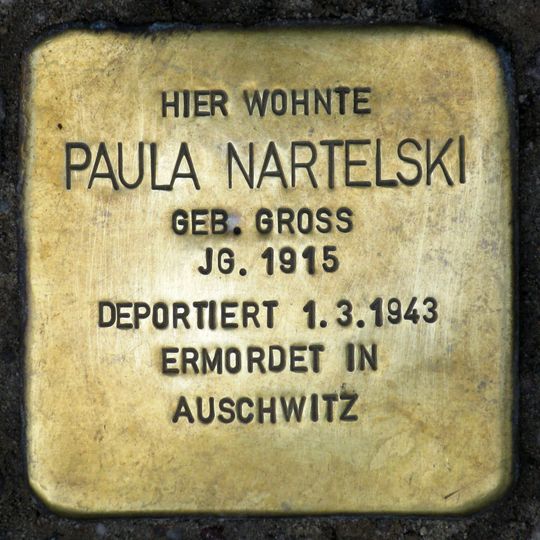 HIER WOHNTE
PAULA NARTELSKI
GEB. GROSS
JG. 1915
DEPORTIERT 1.3.1943
ERMORDET IN
AUSCHWITZ